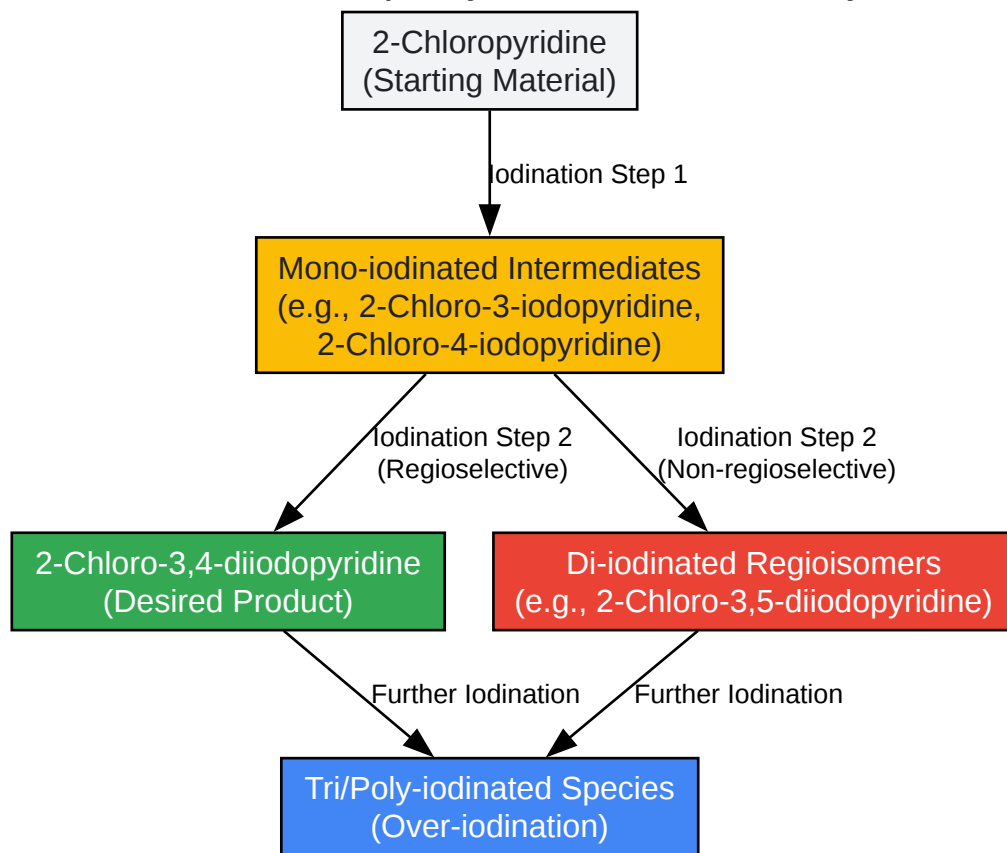 2-Chloropyridine
(Starting Material)
Iodination Step 1
Mono-iodinated Intermediates
(e.g., 2-Chloro-3-iodopyridine,
2-Chloro-4-iodopyridine)
Iodination Step 2
(Regioselective)
Iodination Step 2
(Non-regioselective)
2-Chloro-3,4-diiodopyridine
(Desired Product)
Di-iodinated Regioisomers
(e.g., 2-Chloro-3,5-diiodopyridine)
Further Iodination
Further Iodination
Tri/Poly-iodinated Species
(Over-iodination)